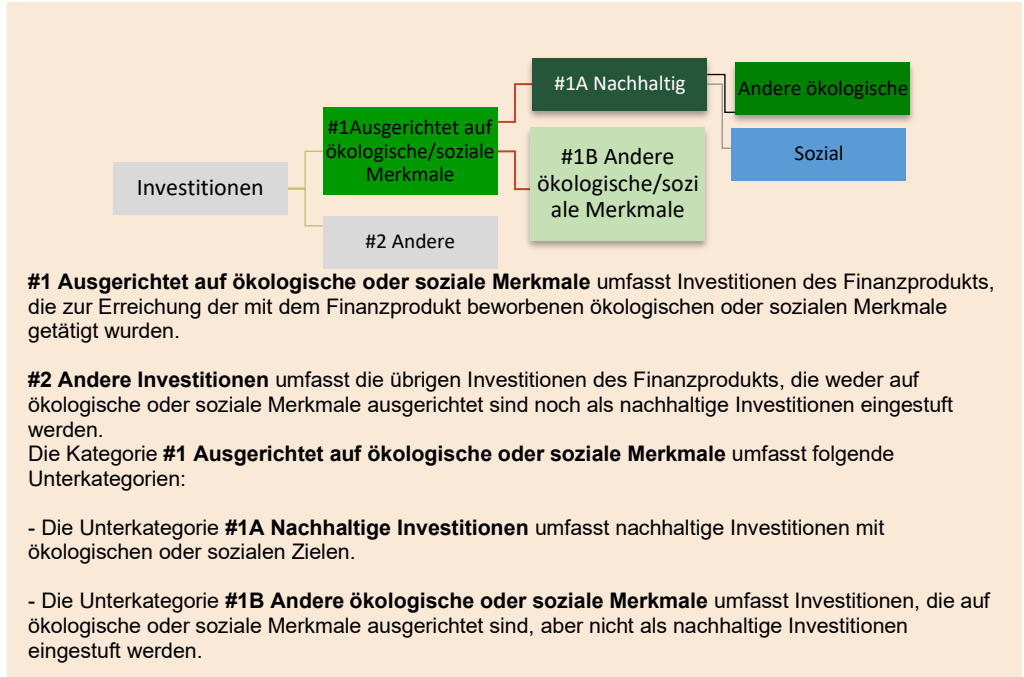 #1A Nachhaltig
Andere ökologische
#1Ausgerichtet auf
ökologische/soziale
Merkmale
#1B Andere
ökologische/sozi
ale Merkmale
Sozial
Investitionen
#2 Andere
#1 Ausgerichtet auf ökologische oder soziale Merkmale umfasst Investitionen des Finanzprodukts,
die zur Erreichung der mit dem Finanzprodukt beworbenen ökologischen oder sozialen Merkmale
getätigt wurden.
#2 Andere Investitionen umfasst die übrigen Investitionen des Finanzprodukts, die weder auf
ökologische oder soziale Merkmale ausgerichtet sind noch als nachhaltige Investitionen eingestuft
werden.
Die Kategorie #1 Ausgerichtet auf ökologische oder soziale Merkmale umfasst folgende
Unterkategorien:
- Die Unterkategorie #1A Nachhaltige Investitionen umfasst nachhaltige Investitionen mit
ökologischen oder sozialen Zielen.
- Die Unterkategorie #1B Andere ökologische oder soziale Merkmale umfasst Investitionen, die auf
ökologische oder soziale Merkmale ausgerichtet sind, aber nicht als nachhaltige Investitionen
eingestuft werden.